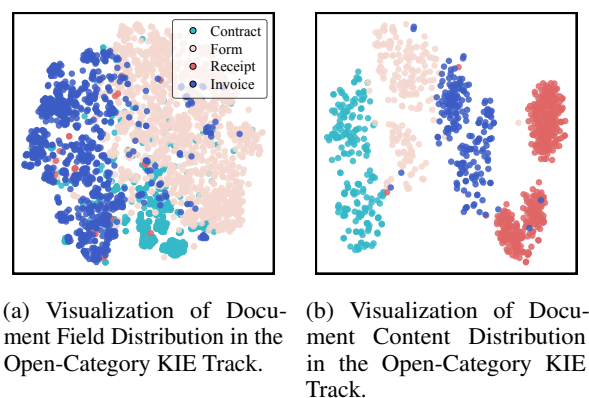 Contract
Form
Receipt
Invoice
(a) Visualization of Docu-
ment Field Distribution in the
Open-Category KIE Track.
(b) Visualization of Docu-
ment Content Distribution
in the Open-Category KIE
Track.